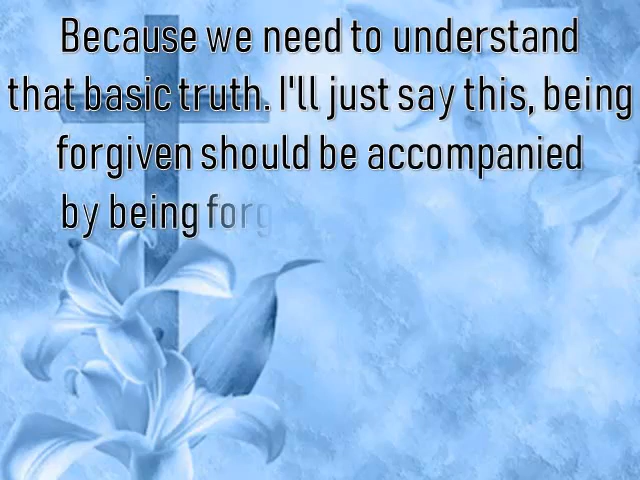 Because we need to understand
that basic truth. I'll just say this, being
forgiven should be accompanied
by being forg